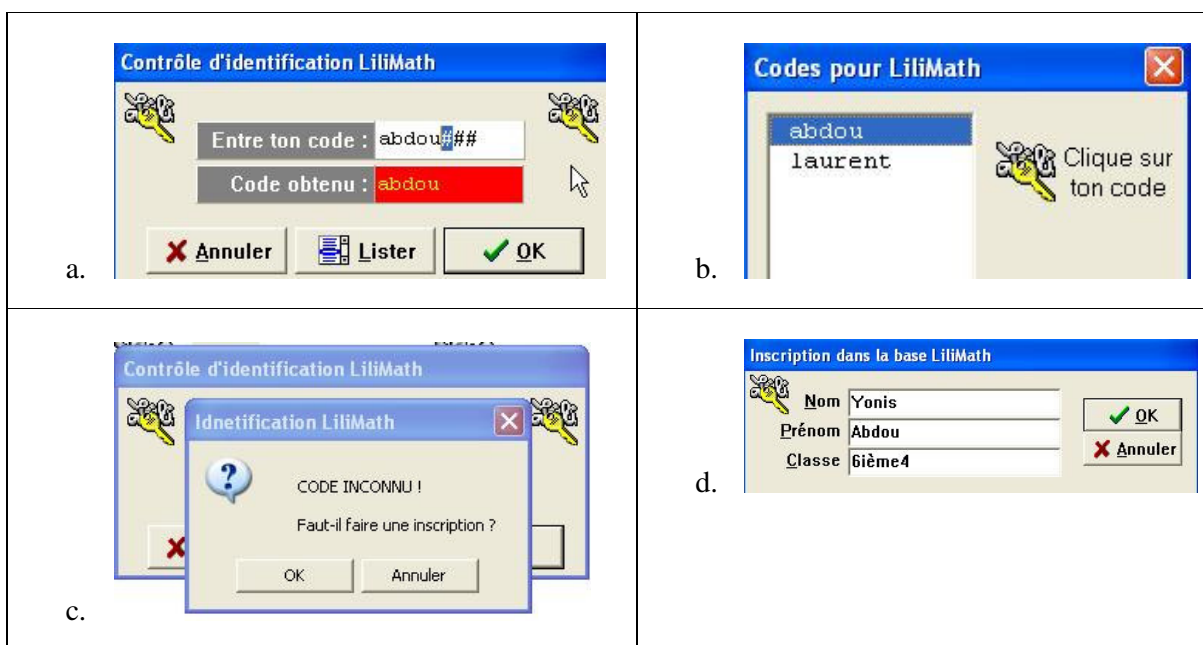 Contrôle d'identification LiliMath
Entre ton code : abdou###
Code obtenu : abdou
Annuler Lister OK
a.
Codes pour LiliMath
abdou
laurent
Clique sur
ton code
b.
Contrôle d'identification LiliMath
Idnetification LiliMath
CODE INCONNU !
Faut-il faire une inscription ?
OK Annuler
c.
Inscription dans la base LiliMath
Nom Yonis
Prénom Abdou
Classe 6ième4
OK
Annuler
d.